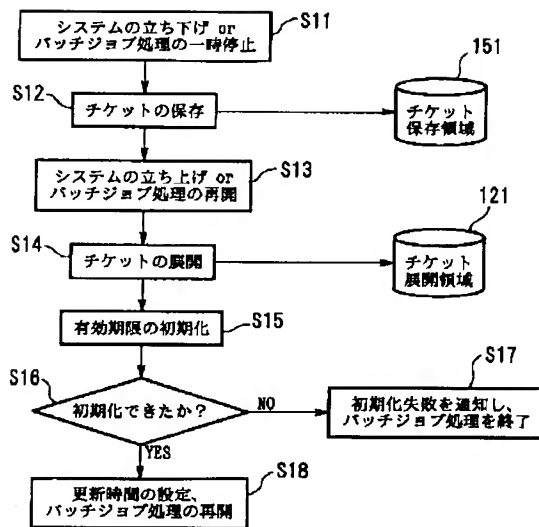 システムの立ち下げ or
バッチジョブ処理の一時停止
S11
151
S12
チケットの保存
チケット
保存領域
システムの立ち上げ or
バッチジョブ処理の再開
S13
121
S14
チケットの展開
チケット
展開領域
有効期限の初期化
S15
S16
初期化できたか?
NO
S17
初期化失敗を通知し、
バッチジョブ処理を終了
YES
S18
更新時間の設定、
バッチジョブ処理の再開